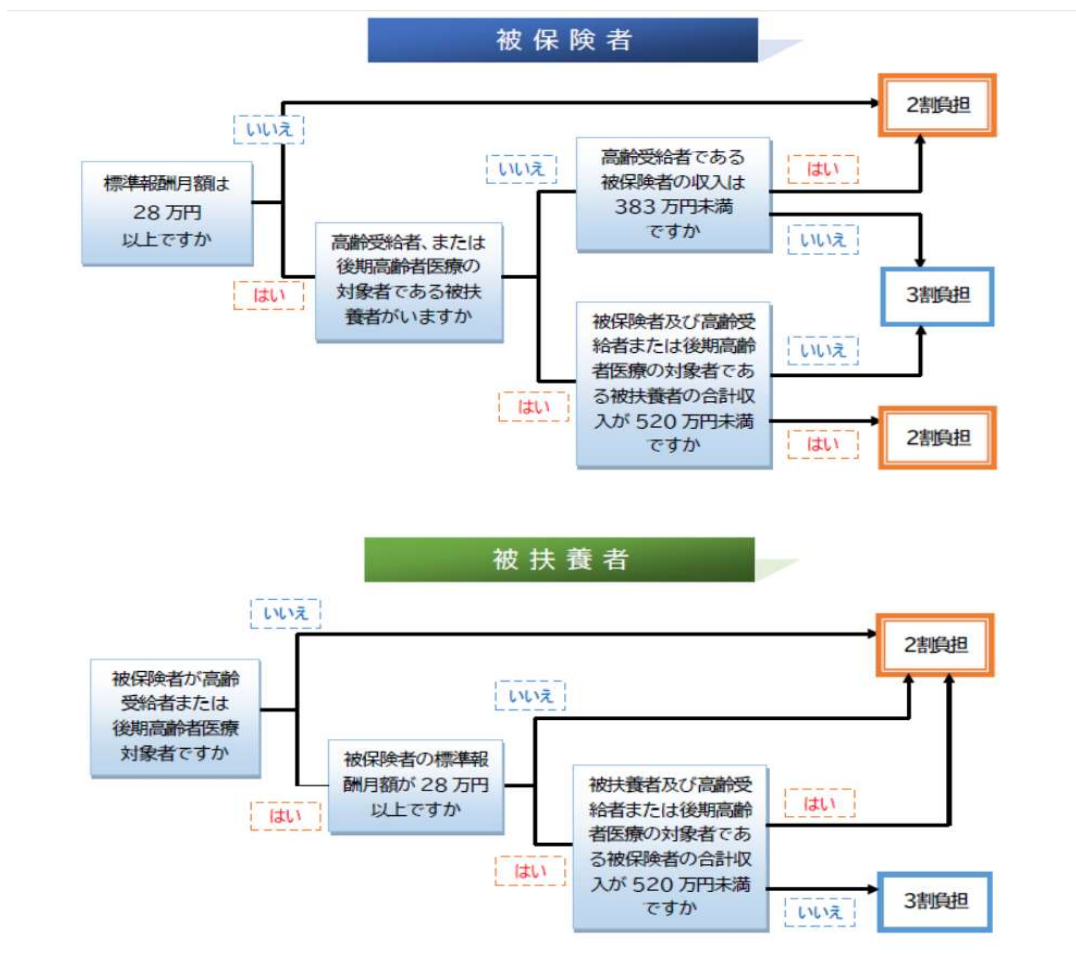 被保険者
2割負担
いいえ
標準報酬月額は
28 万円
以上ですか
はい
高齢受給者、または
後期高齢者医療の
対象者である被扶
養者がいますか
いいえ
高齢受給者である
被保険者の収入は
383 万円未満
ですか
はい
いいえ
3割負担
はい
被保険者及び高齢受
給者または後期高齢
者医療の対象者であ
る被扶養者の合計収
入が 520 万円未満
ですか
いいえ
はい
2割負担
被扶養者
いいえ
2割負担
被保険者が高齢
受給者または
後期高齢者医療
対象者ですか
はい
いいえ
被保険者の標準報
酬月額が 28 万円
以上ですか
はい
被扶養者及び高齢受
給者または後期高齢
者医療の対象者であ
る被保険者の合計収
入が 520 万円未満
ですか
はい
いいえ
3割負担